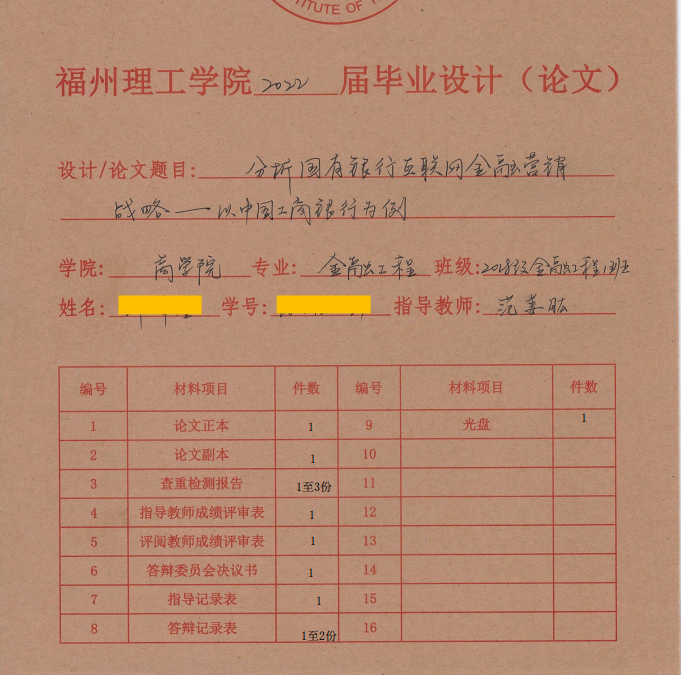 TITUTE OF
福州理工学院 2022 届毕业设计（论文）
设计/论文题目: 分析国有银行互联网金融营销
战略——以中国工商银行为例
学院: 商学院 专业: 金融工程 班级: 2018级金融工程1班
姓名: 学号: 指导教师: 范
编号 材料项目 件数 编号 材料项目 件数
1 论文正本 1 9 光盘 1
2 论文副本 1 10
3 查重检测报告 1至3份 11
4 指导教师成绩评审表 1 12
5 评阅教师成绩评审表 1 13
6 答辩委员会决议书 1 14
7 指导记录表 1 15
8 答辩记录表 1至2份 16